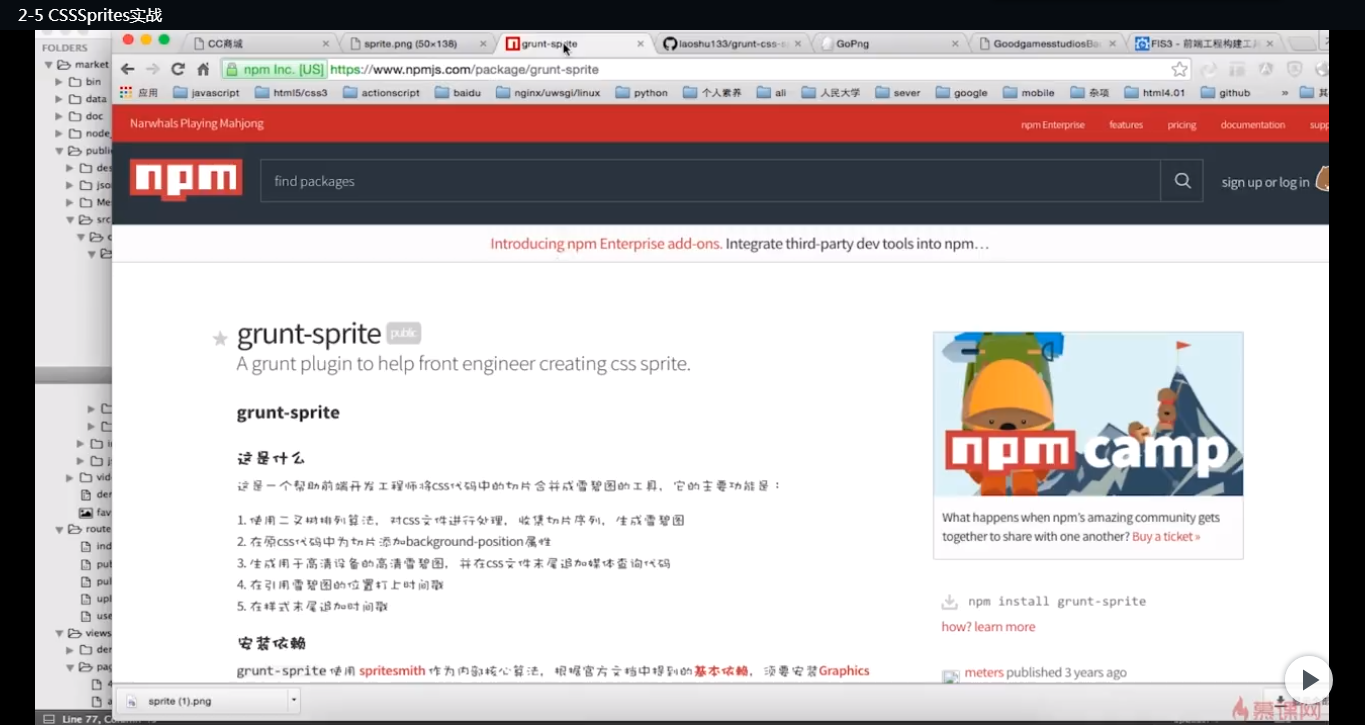 2-5 CSSSprites实战
FOLDERS
market
bin
data
doc
node_
public
des
jso
Me
src
CC商城
sprite.png (50×138)
grunt-sprite
laoshu133/grunt-css-s
GoPng
GoodgamesstudiosBa
FIS3 - 前端工程构建工具
npm Inc. [US] https://www.npmjs.com/package/grunt-sprite
应用 javascript html5/css3 actionscript baidu nginx/uwsgi/linux python 个人素养 ali 人民大学 sever google mobile 杂项 html4.01 github » 其
Narwhals Playing Mahjong
npm Enterprise features pricing documentation supp
npm
find packages
sign up or log in
Introducing npm Enterprise add-ons. Integrate third-party dev tools into npm…
grunt-sprite public
A grunt plugin to help front engineer creating css sprite.
grunt-sprite
这是什么
这是一个帮助前端开发工程师将css代码中的切片合并成雪碧图的工具，它的主要功能是：
1. 使用二叉树排列算法，对css文件进行处理，收集切片序列，生成雪碧图
2. 在原css代码中为切片添加background-position属性
3. 生成用于高清设备的高清雪碧图，并在css文件末尾追加媒体查询代码
4. 在引用雪碧图的位置打上时间戳
5. 在样式末尾追加时间戳
安装依赖
grunt-sprite 使用 spritesmith 作为内部核心算法，根据官方文档中提到的基本依赖，须要安装Graphics
npm camp
What happens when npm's amazing community gets
together to share with one another? Buy a ticket »
npm install grunt-sprite
how? learn more
meters published 3 years ago
vid
der
fav
route
ind
pub
pul
upl
use
views
der
pag
sprite (1).png
Line 77, C
慕课网